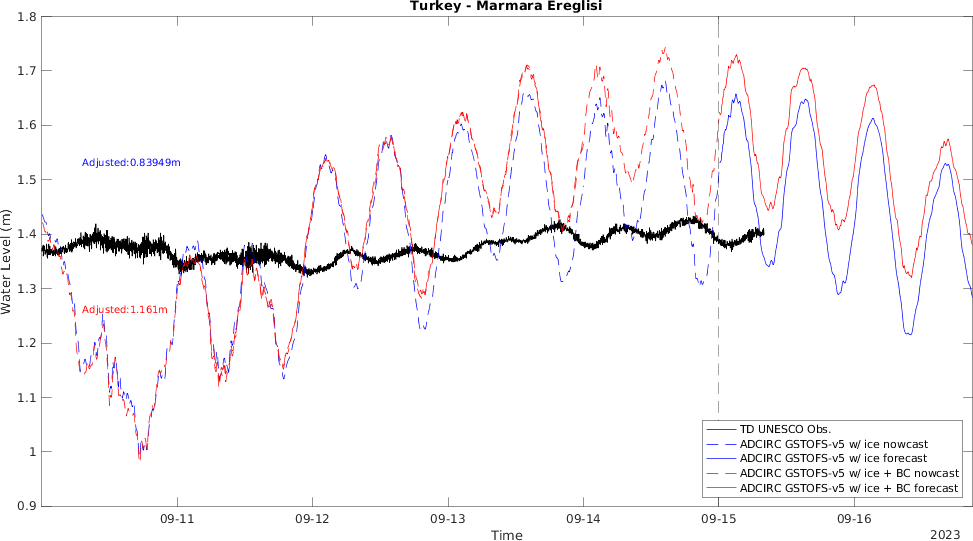 Turkey - Marmara Ereglisi
1.8
1.7
1.6
1.5
1.4
1.3
1.2
1.1
1
0.9
Water Level (m)
Adjusted:0.83949m
Adjusted:1.161m
TD UNESCO Obs.
ADCIRC GSTOFS-v5 w/ ice nowcast
ADCIRC GSTOFS-v5 w/ ice forecast
ADCIRC GSTOFS-v5 w/ ice + BC nowcast
ADCIRC GSTOFS-v5 w/ ice + BC forecast
09-11 09-12 09-13 09-14 09-15 09-16
Time
2023